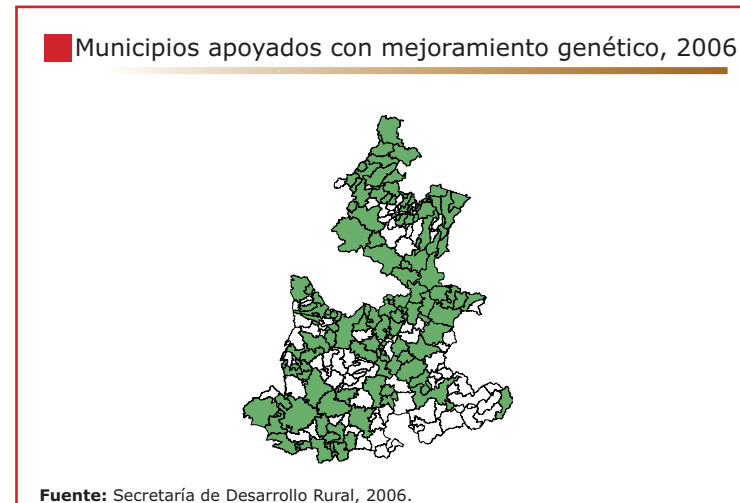 Municipios apoyados con mejoramiento genético, 2006
Fuente: Secretaría de Desarrollo Rural, 2006.